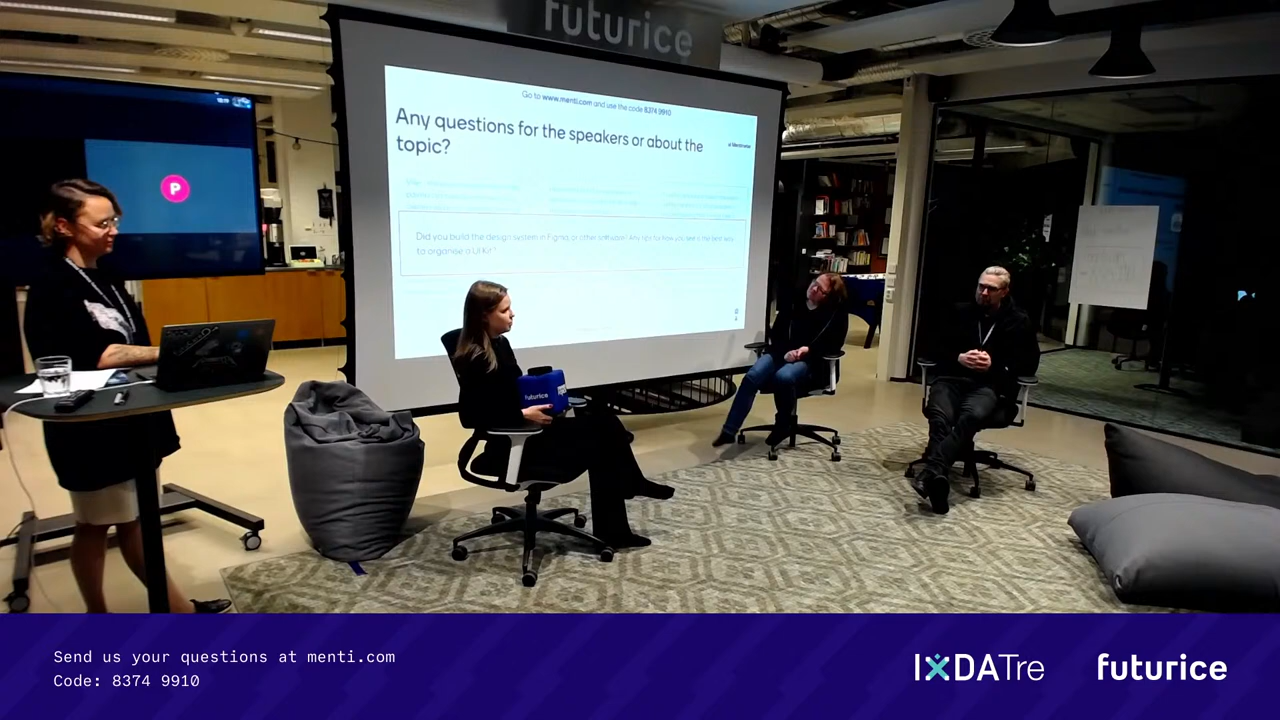 futurice
Go to www.menti.com and use the code 8374 9910
Any questions for the speakers or about the
topic?
Mentimeter
Did you build the design system in Figma or other software? Any tips for how you see is the best way
to organise a UI Kit?
P
futurice
Send us your questions at menti.com
Code: 8374 9910
IXDATre
futurice